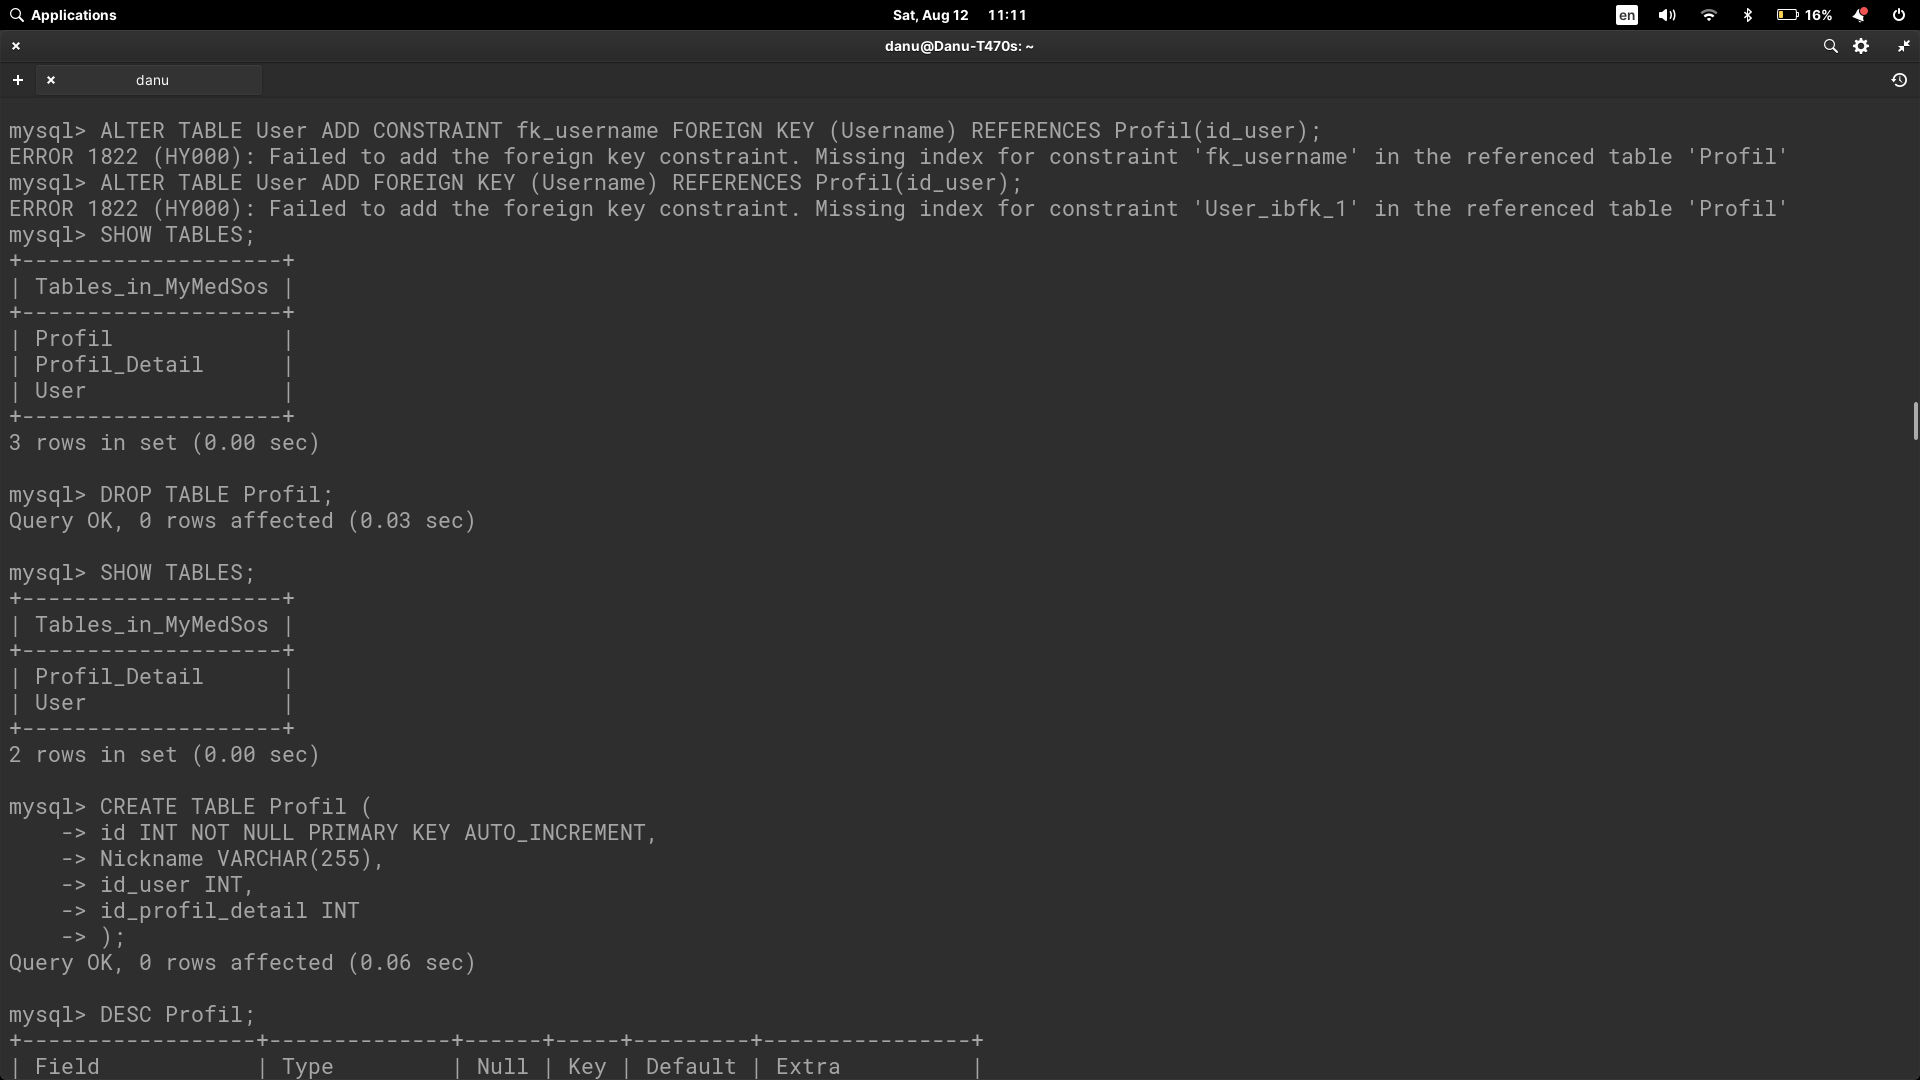 Applications
Sat, Aug 12 11:11
en
16%
danu@Danu-T470s: ~
danu
mysql> ALTER TABLE User ADD CONSTRAINT fk_username FOREIGN KEY (Username) REFERENCES Profil(id_user);
ERROR 1822 (HY000): Failed to add the foreign key constraint. Missing index for constraint 'fk_username' in the referenced table 'Profil'
mysql> ALTER TABLE User ADD FOREIGN KEY (Username) REFERENCES Profil(id_user);
ERROR 1822 (HY000): Failed to add the foreign key constraint. Missing index for constraint 'User_ibfk_1' in the referenced table 'Profil'
mysql> SHOW TABLES;
+--------------------+
| Tables_in_MyMedSos |
+--------------------+
| Profil             |
| Profil_Detail      |
| User               |
+--------------------+
3 rows in set (0.00 sec)
mysql> DROP TABLE Profil;
Query OK, 0 rows affected (0.03 sec)
mysql> SHOW TABLES;
+--------------------+
| Tables_in_MyMedSos |
+--------------------+
| Profil_Detail      |
| User               |
+--------------------+
2 rows in set (0.00 sec)
mysql> CREATE TABLE Profil (
    -> id INT NOT NULL PRIMARY KEY AUTO_INCREMENT,
    -> Nickname VARCHAR(255),
    -> id_user INT,
    -> id_profil_detail INT
    -> );
Query OK, 0 rows affected (0.06 sec)
mysql> DESC Profil;
+------------------+--------------+------+-----+---------+----------------+
| Field            | Type         | Null | Key | Default | Extra          |